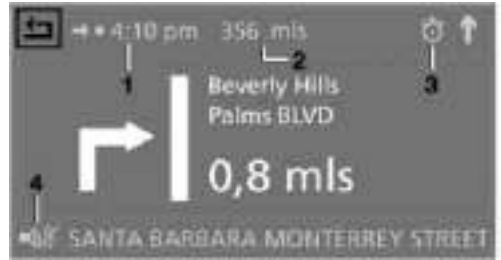 4:10 pm 356 mls
1 2 3
Beverly Hills
Palms BLVD
0,8 mls
4
SANTA BARBARA MONTERREY STREET